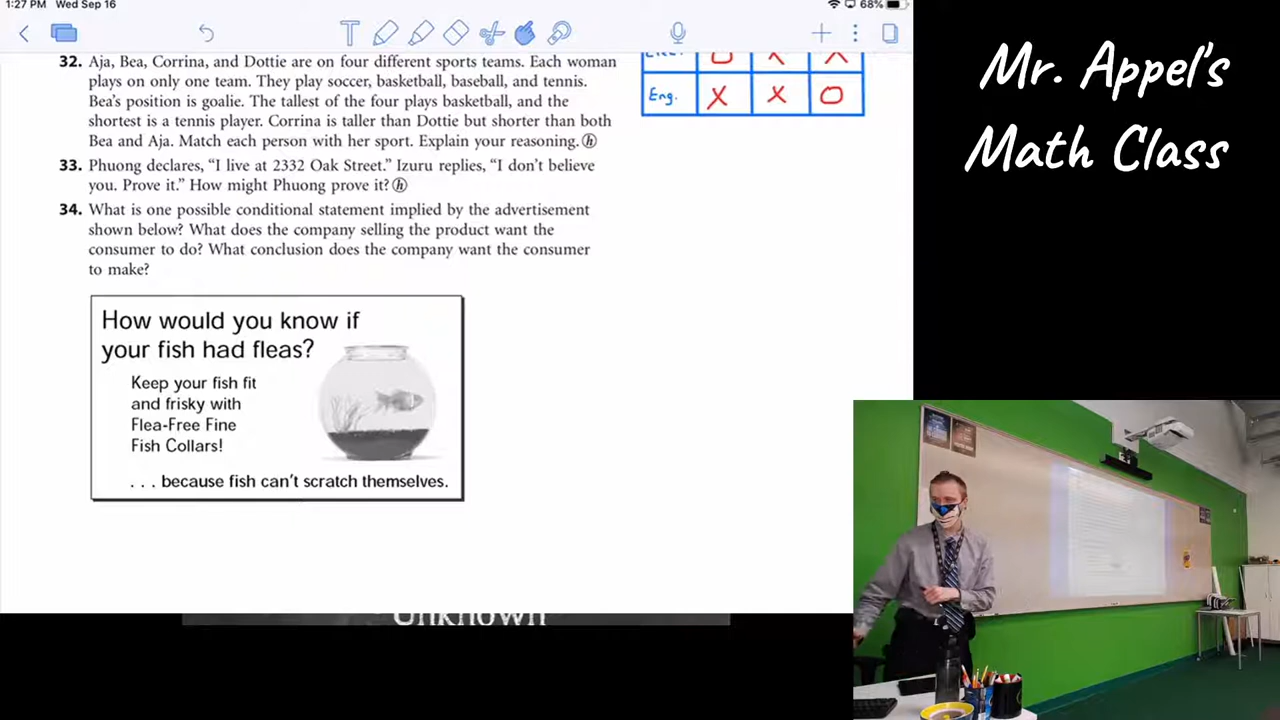 1:27 PM Wed Sep 16
68%
T
Mr. Appel's
Math Class
32. Aja, Bea, Corrina, and Dottie are on four different sports teams. Each woman
plays on only one team. They play soccer, basketball, baseball, and tennis.
Bea's position is goalie. The tallest of the four plays basketball, and the
shortest is a tennis player. Corrina is taller than Dottie but shorter than both
Bea and Aja. Match each person with her sport. Explain your reasoning. ⓗ
33. Phuong declares, “I live at 2332 Oak Street.” Izuru replies, “I don't believe
you. Prove it.” How might Phuong prove it? ⓗ
34. What is one possible conditional statement implied by the advertisement
shown below? What does the company selling the product want the
consumer to do? What conclusion does the company want the consumer
to make?
O X X
Eng. X X O
How would you know if
your fish had fleas?
Keep your fish fit
and frisky with
Flea-Free Fine
Fish Collars!
. . . because fish can't scratch themselves.
Unknown